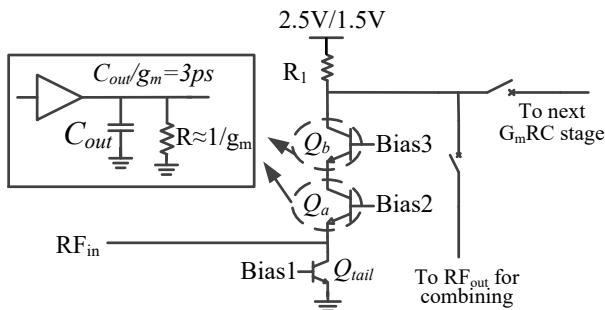 2.5V/1.5V
C_out/g_m=3ps
R_1
C_out
R≈1/g_m
Q_b
Bias3
To next
G_mRC stage
Q_a
Bias2
RF_in
Bias1
Q_tail
To RF_out for
combining